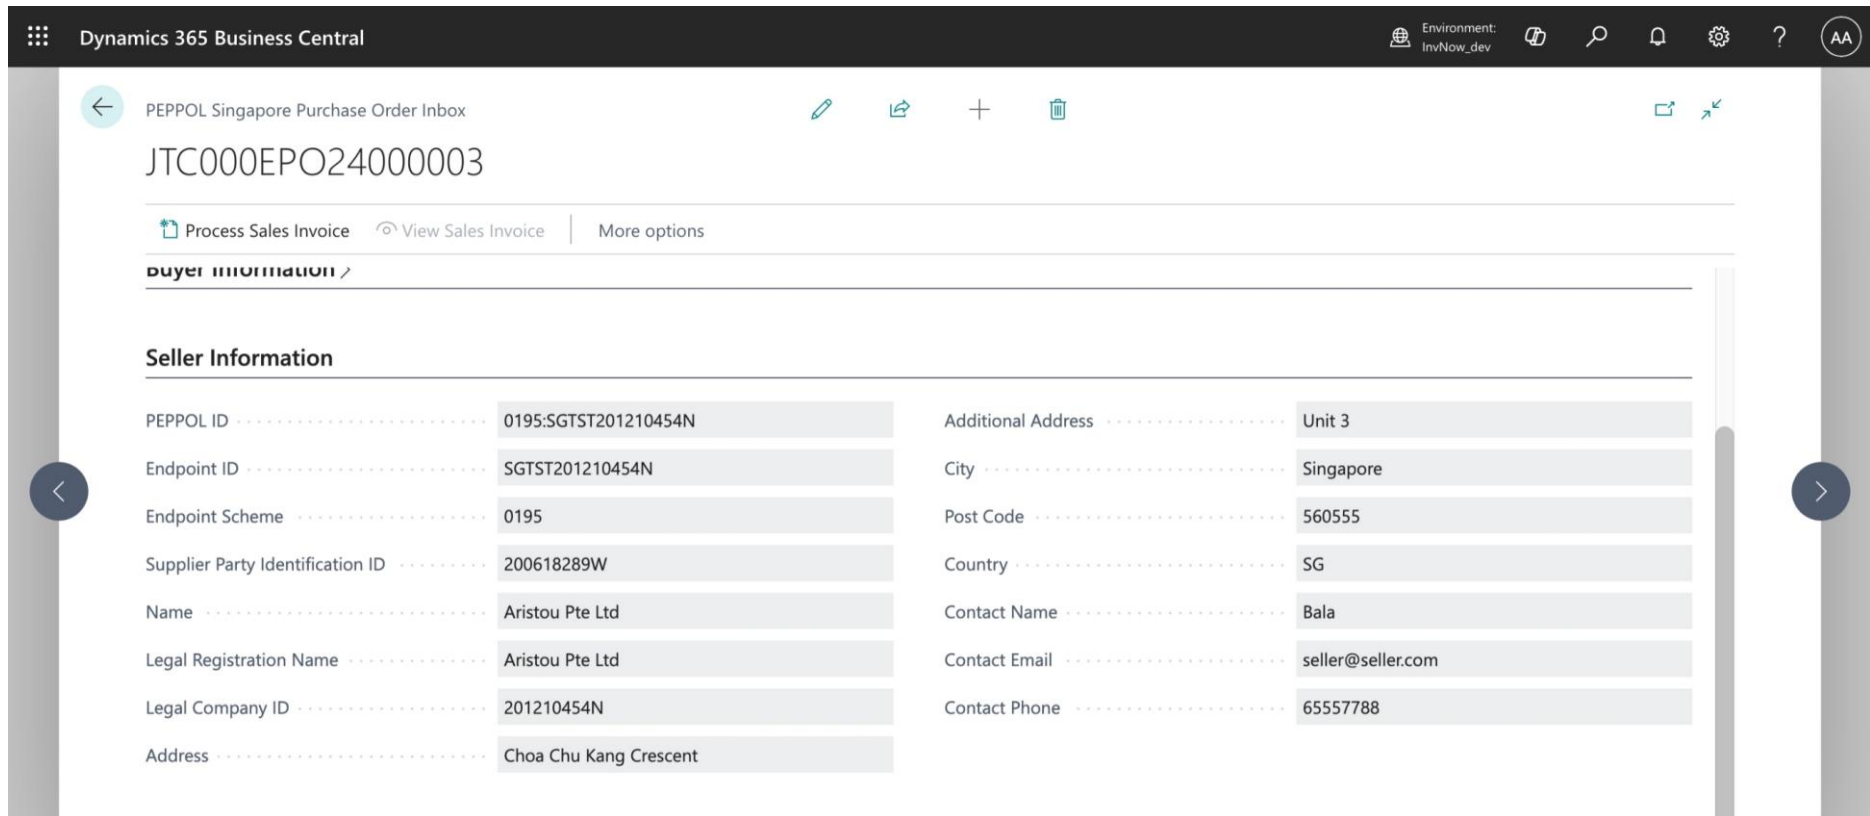 Dynamics 365 Business Central
Environment:
InvNow_dev
?
AA
PEPPOL Singapore Purchase Order Inbox
JTC000EPO24000003
Process Sales Invoice
View Sales Invoice
More options
Buyer Information
Seller Information
PEPPOL ID 0195:SGTST201210454N
Endpoint ID SGTST201210454N
Endpoint Scheme 0195
Supplier Party Identification ID 200618289W
Name Aristou Pte Ltd
Legal Registration Name Aristou Pte Ltd
Legal Company ID 201210454N
Address Choa Chu Kang Crescent
Additional Address Unit 3
City Singapore
Post Code 560555
Country SG
Contact Name Bala
Contact Email seller@seller.com
Contact Phone 65557788